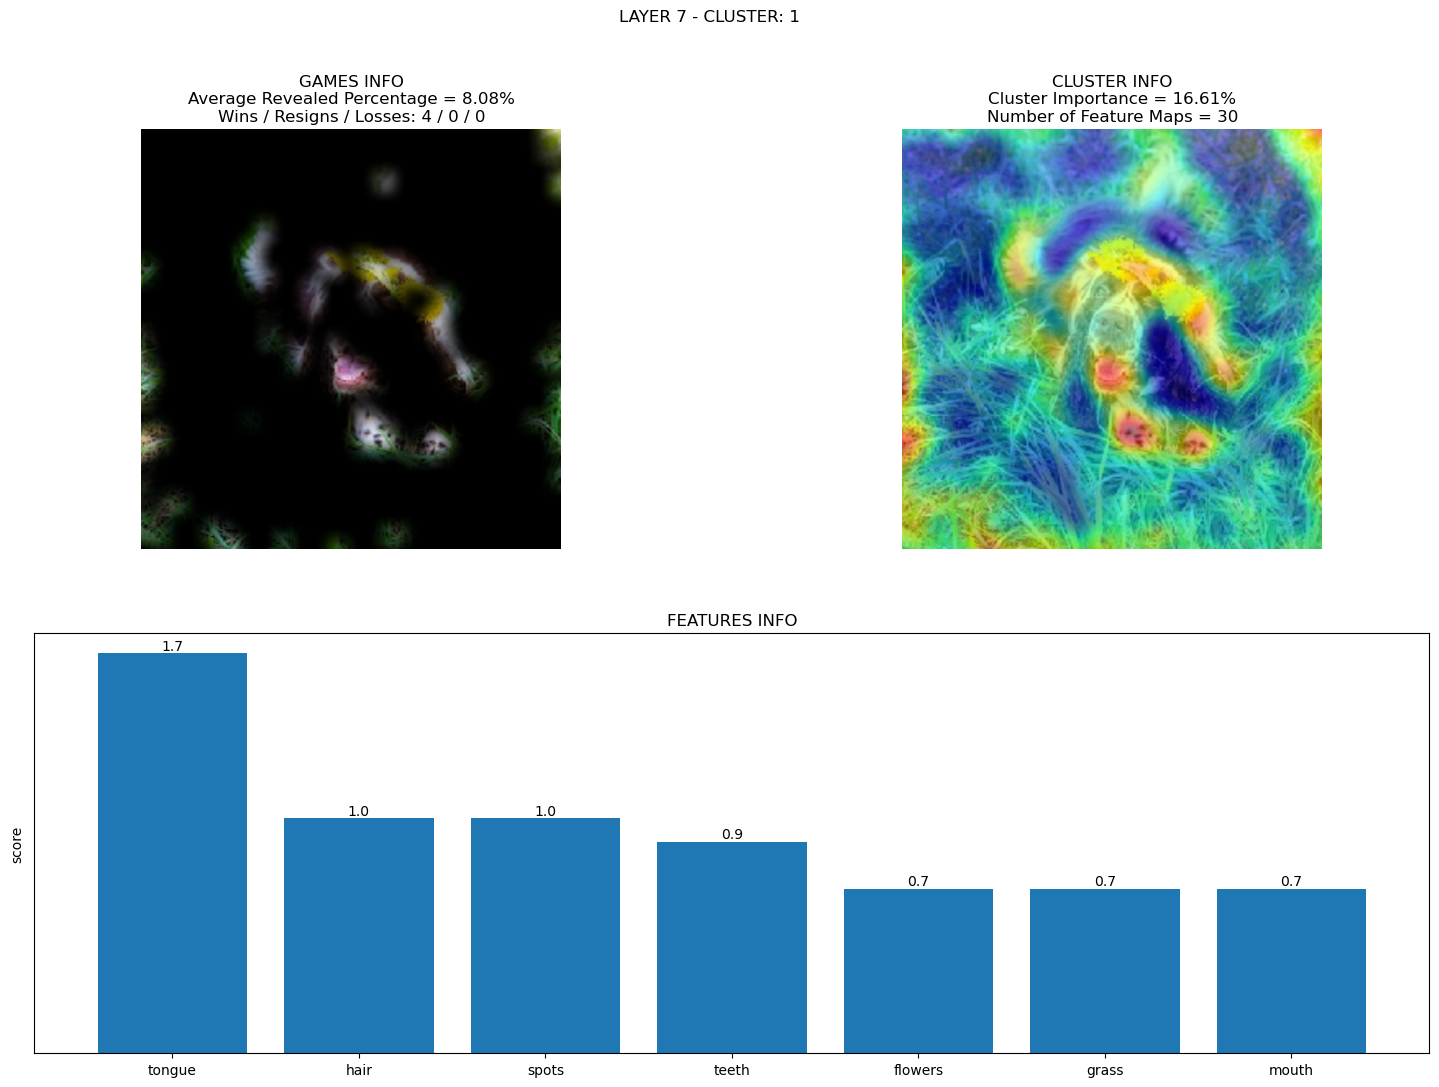 LAYER 7 - CLUSTER: 1
GAMES INFO
Average Revealed Percentage = 8.08%
Wins / Resigns / Losses: 4 / 0 / 0
CLUSTER INFO
Cluster Importance = 16.61%
Number of Feature Maps = 30
FEATURES INFO
score
1.7
1.0
1.0
0.9
0.7
0.7
0.7
tongue
hair
spots
teeth
flowers
grass
mouth